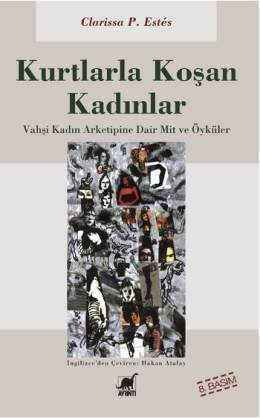 Clarissa P. Estés
Kurtlarla Koşan
Kadınlar
Vahşi Kadın Arketipine Dair Mit ve Öyküler
İngilizce'den Çeviren: Hakan Atalay
8. BASIM
AYRINTI